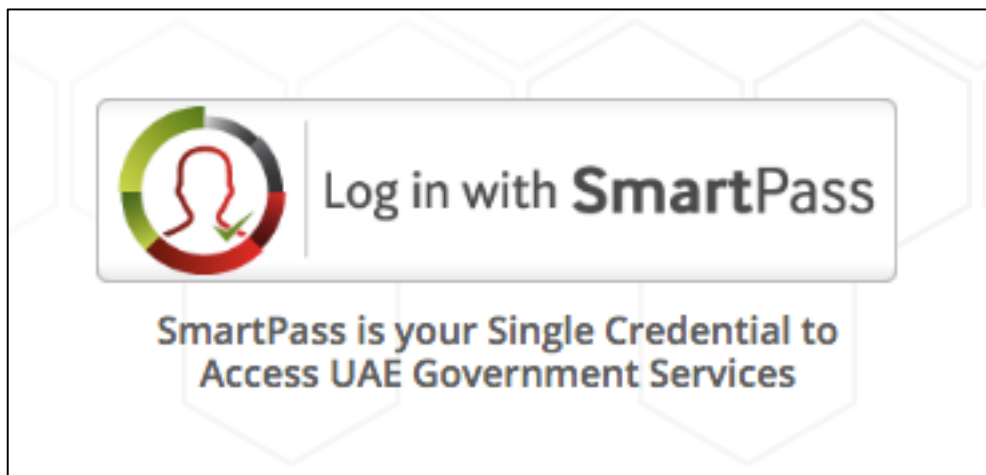 Log in with SmartPass
SmartPass is your Single Credential to
Access UAE Government Services